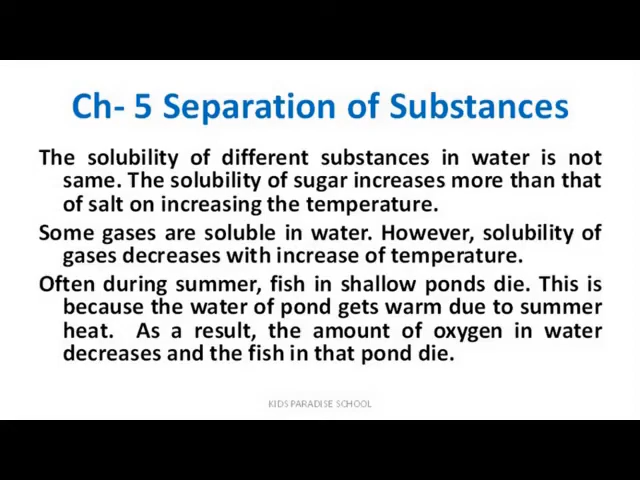 Ch- 5 Separation of Substances
The solubility of different substances in water is not
same. The solubility of sugar increases more than that
of salt on increasing the temperature.
Some gases are soluble in water. However, solubility of
gases decreases with increase of temperature.
Often during summer, fish in shallow ponds die. This is
because the water of pond gets warm due to summer
heat. As a result, the amount of oxygen in water
decreases and the fish in that pond die.
KIDS PARADISE SCHOOL